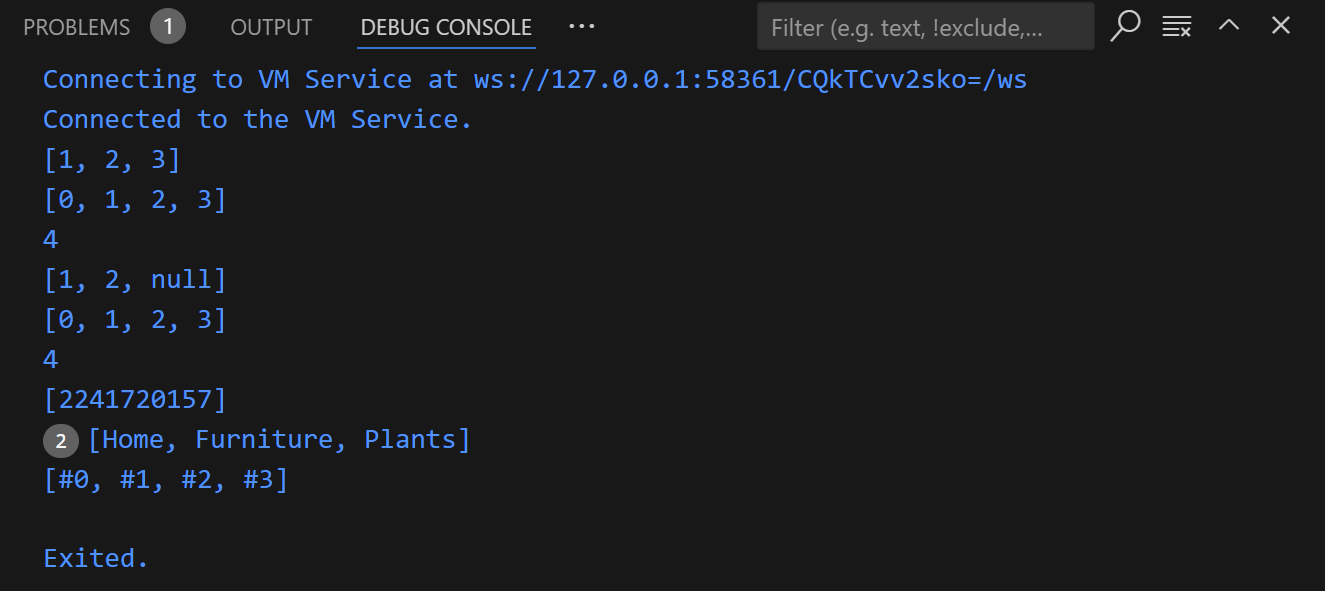 PROBLEMS 1 OUTPUT DEBUG CONSOLE ··· Filter (e.g. text, !exclude,...
Connecting to VM Service at ws://127.0.0.1:58361/CQkTCvv2sko=/ws
Connected to the VM Service.
[1, 2, 3]
[0, 1, 2, 3]
4
[1, 2, null]
[0, 1, 2, 3]
4
[2241720157]
2 [Home, Furniture, Plants]
[#0, #1, #2, #3]
Exited.